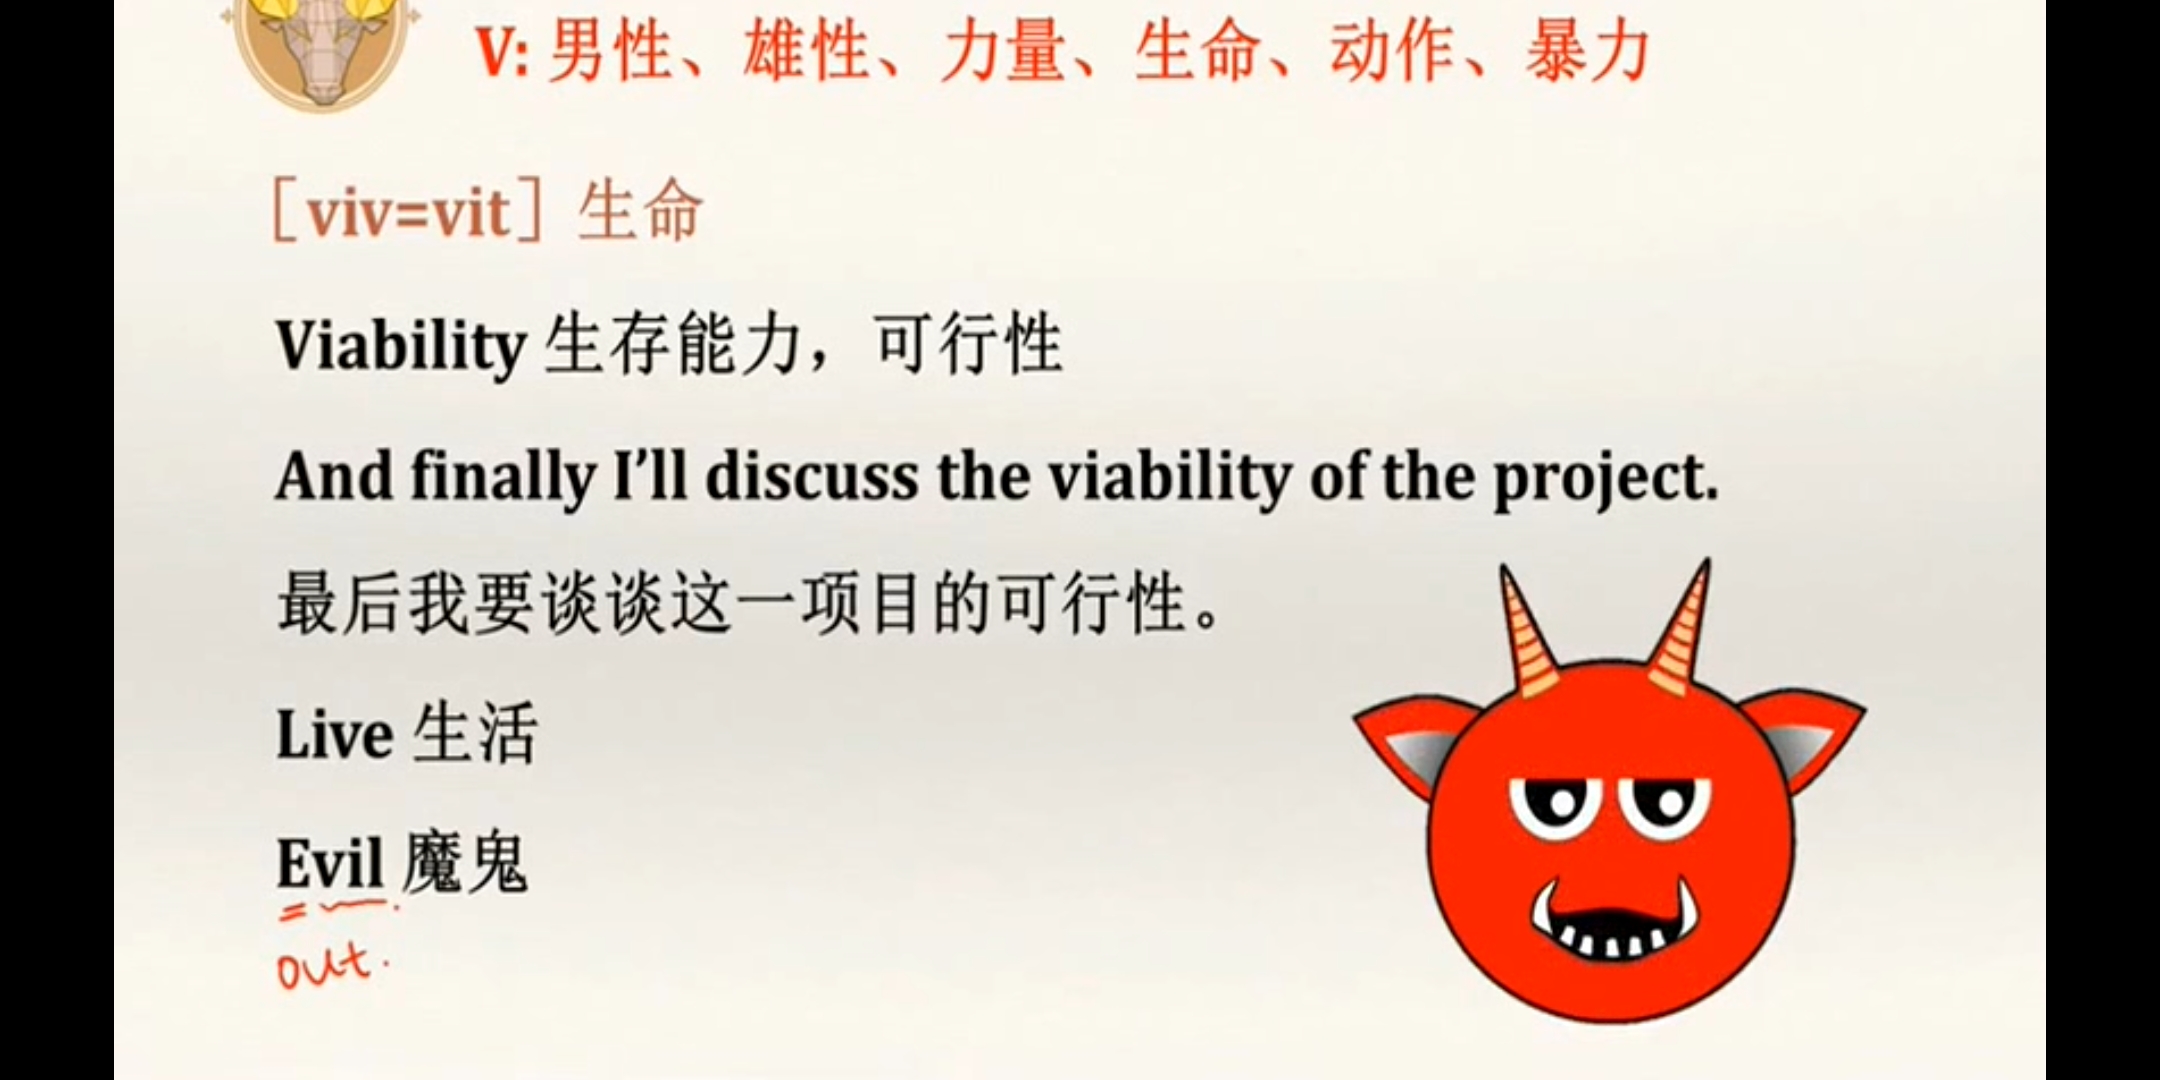 V: 男性、雄性、力量、生命、动作、暴力
[viv=vit] 生命
Viability 生存能力，可行性
And finally I’ll discuss the viability of the project.
最后我要谈谈这一项目的可行性。
Live 生活
Evil 魔鬼
out.